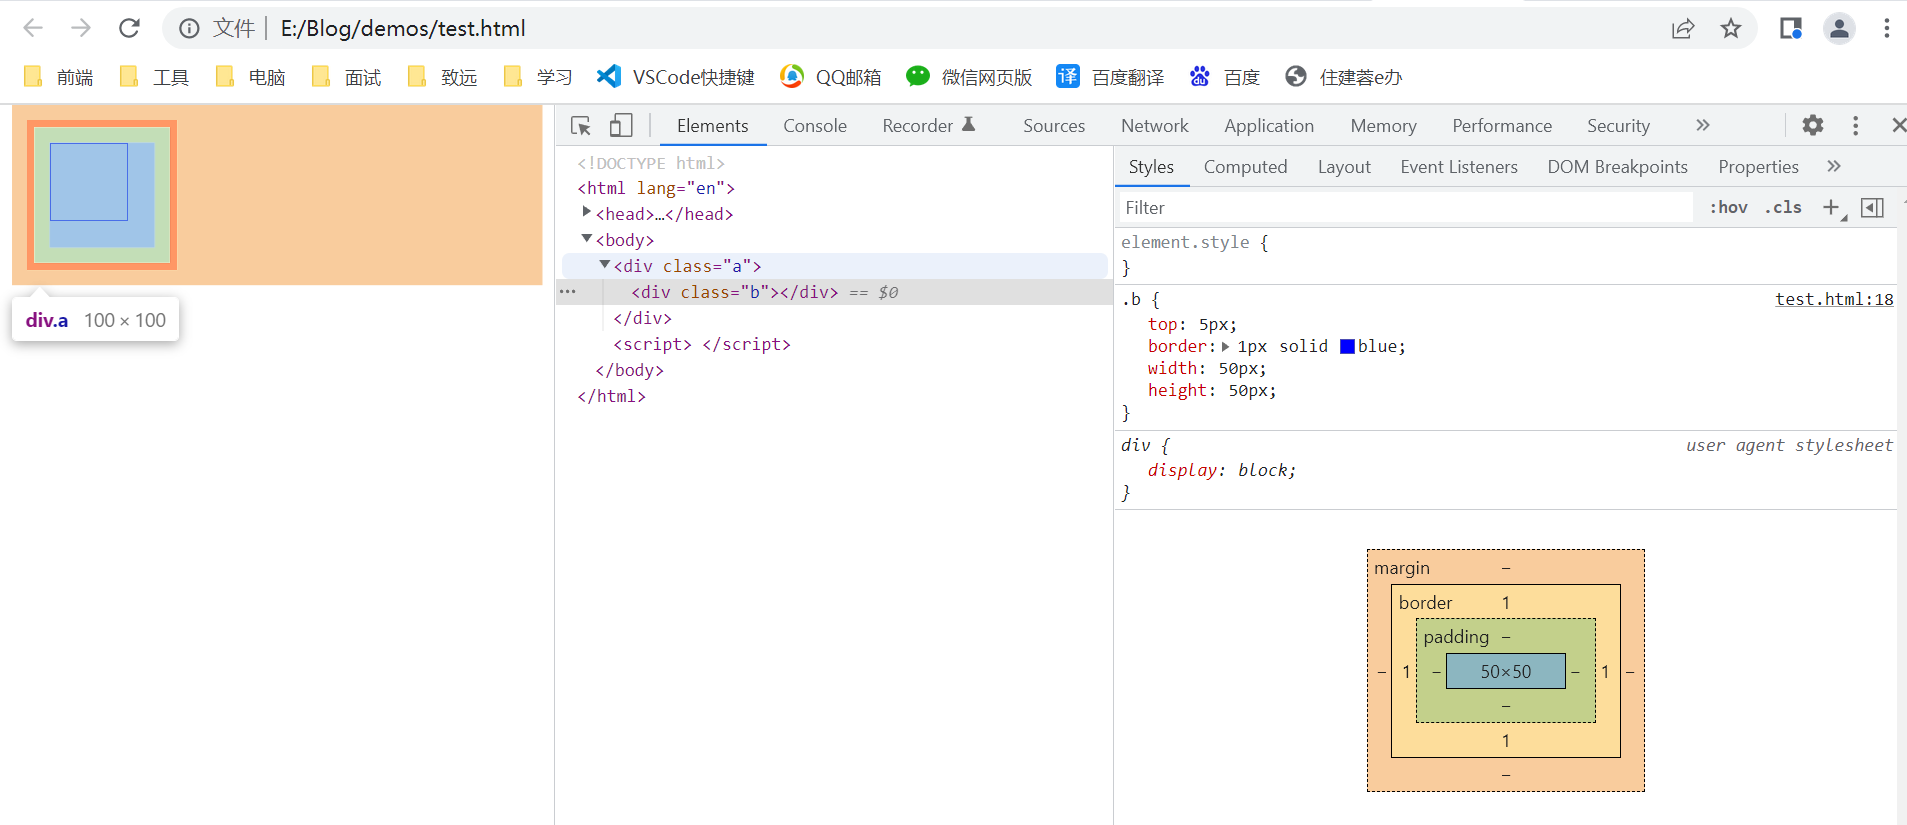 文件 E:/Blog/demos/test.html
前端 工具 电脑 面试 致远 学习 VSCode快捷键 QQ邮箱 微信网页版 译 百度翻译 du 百度 住建蓉e办
Elements Console Recorder Sources Network Application Memory Performance Security »
<!DOCTYPE html>
<html lang="en">
<head>…</head>
<body>
<div class="a">
<div class="b"></div> == $0
</div>
<script> </script>
</body>
</html>
div.a 100 × 100
Styles Computed Layout Event Listeners DOM Breakpoints Properties »
Filter :hov .cls +
element.style {
}
.b { test.html:18
top: 5px;
border: 1px solid blue;
width: 50px;
height: 50px;
}
div { user agent stylesheet
display: block;
}
margin –
border 1
padding –
– 1 – 50×50 – 1 –
–
1
–